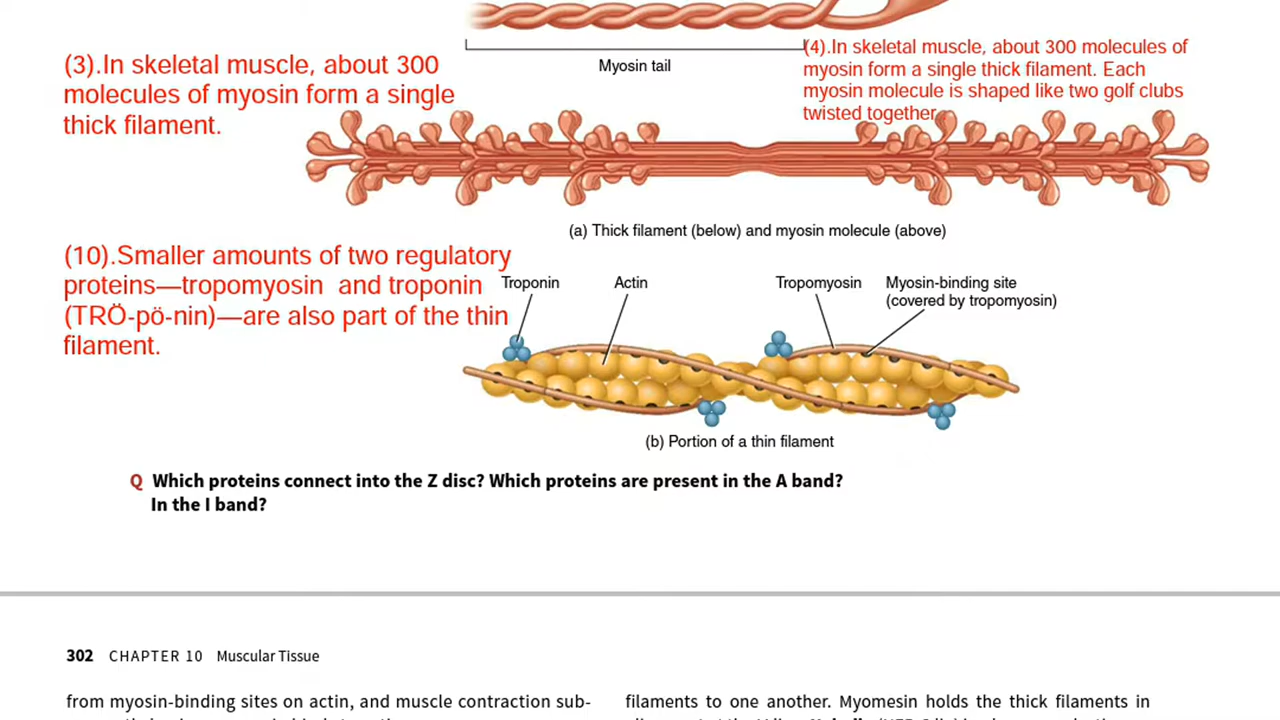 Myosin tail
(3).In skeletal muscle, about 300
molecules of myosin form a single
thick filament.
(4).In skeletal muscle, about 300 molecules of
myosin form a single thick filament. Each
myosin molecule is shaped like two golf clubs
twisted together.
(a) Thick filament (below) and myosin molecule (above)
(10).Smaller amounts of two regulatory
proteins—tropomyosin and troponin
(TRÖ-pö-nin)—are also part of the thin
filament.
Troponin
Actin
Tropomyosin
Myosin-binding site
(covered by tropomyosin)
(b) Portion of a thin filament
Q Which proteins connect into the Z disc? Which proteins are present in the A band?
In the I band?
302 CHAPTER 10 Muscular Tissue
from myosin-binding sites on actin, and muscle contraction sub-
filaments to one another. Myomesin holds the thick filaments in